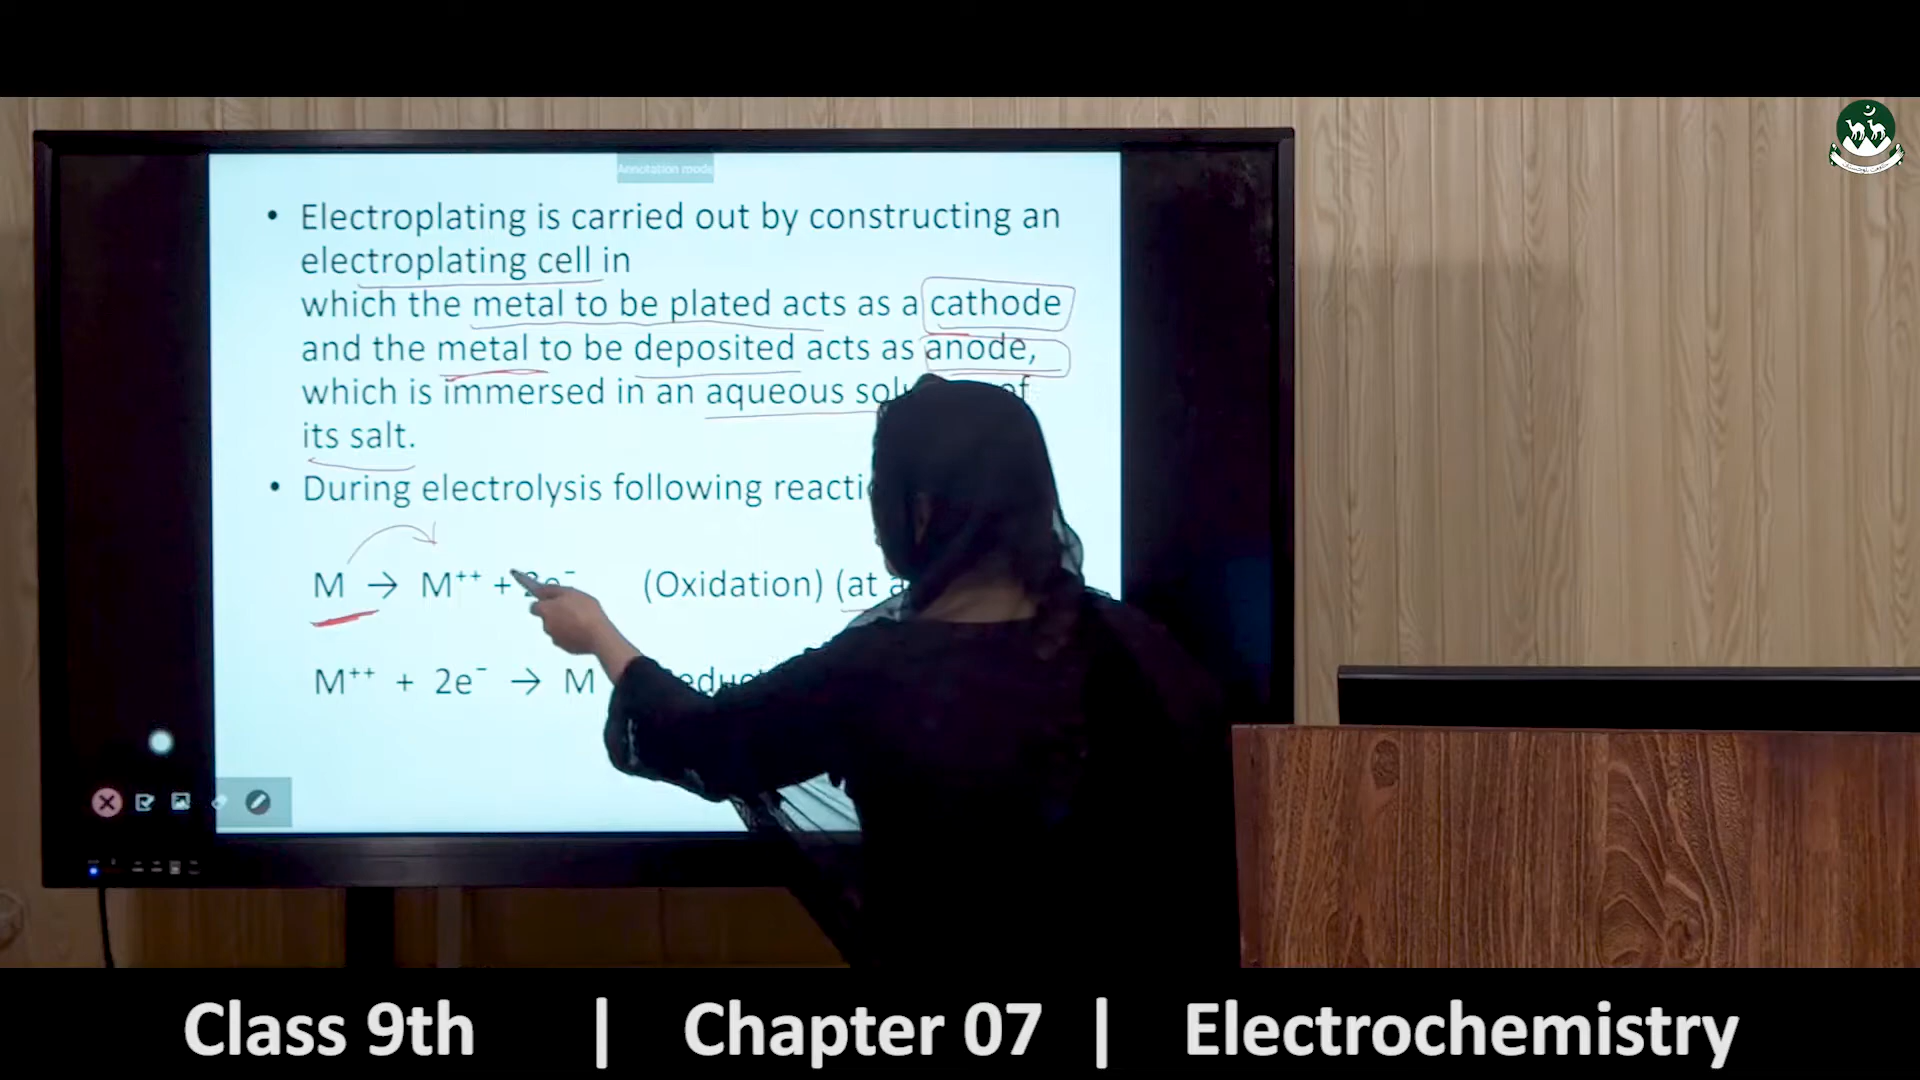 Annotation mode
• Electroplating is carried out by constructing an
electroplating cell in
which the metal to be plated acts as a cathode
and the metal to be deposited acts as anode,
which is immersed in an aqueous of
its salt.
• During electrolysis following
M → M⁺⁺ + 2e⁻ (Oxidation) (at
M⁺⁺ + 2e⁻ → M
Class 9th | Chapter 07 | Electrochemistry